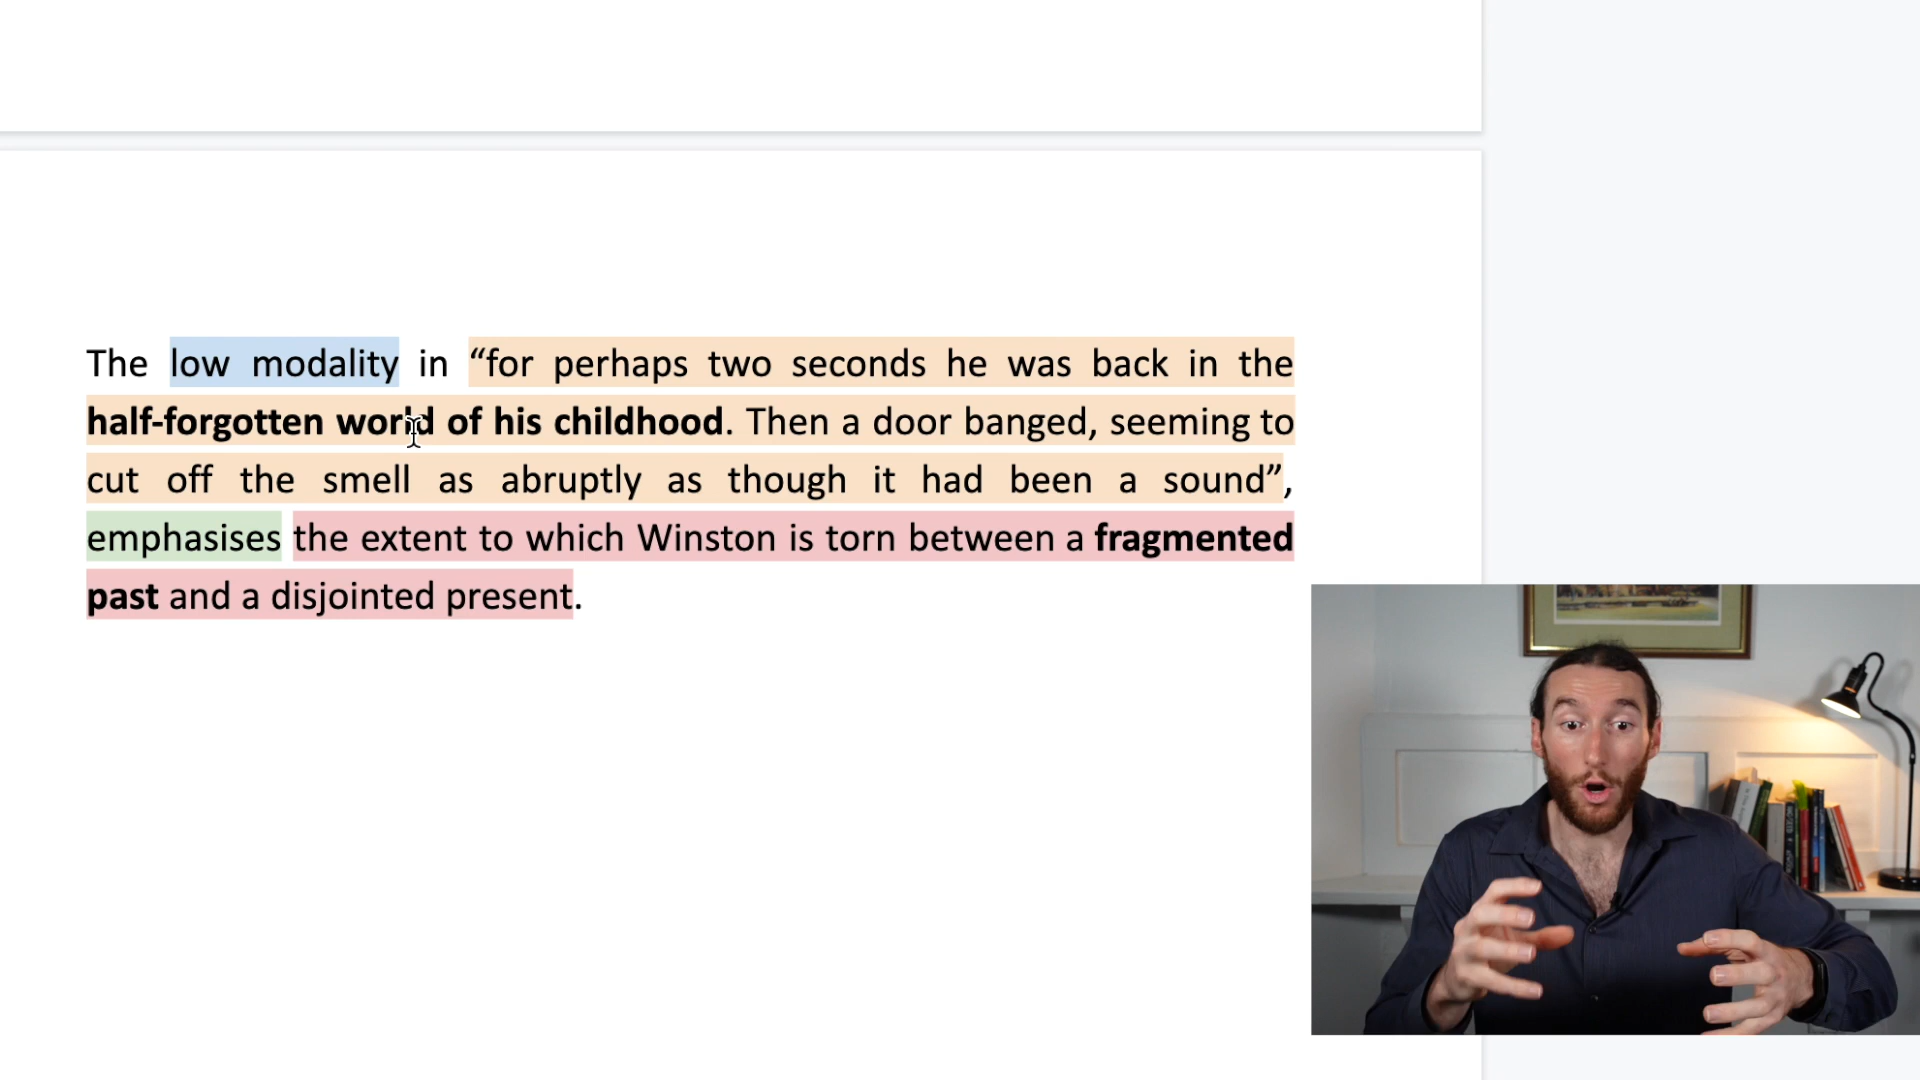 The low modality in “for perhaps two seconds he was back in the
half-forgotten world of his childhood. Then a door banged, seeming to
cut off the smell as abruptly as though it had been a sound”,
emphasises the extent to which Winston is torn between a fragmented
past and a disjointed present.